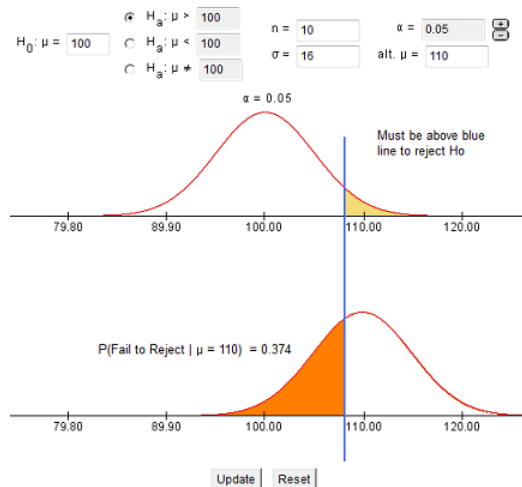 Ha: μ > 100
H0: μ = 100
Ha: μ < 100
Ha: μ ≠ 100
n = 10
σ = 16
α = 0.05
alt. μ = 110
α = 0.05
Must be above blue
line to reject Ho
79.80 89.90 100.00 110.00 120.00
P(Fail to Reject | μ = 110) = 0.374
79.80 89.90 100.00 110.00 120.00
Update Reset